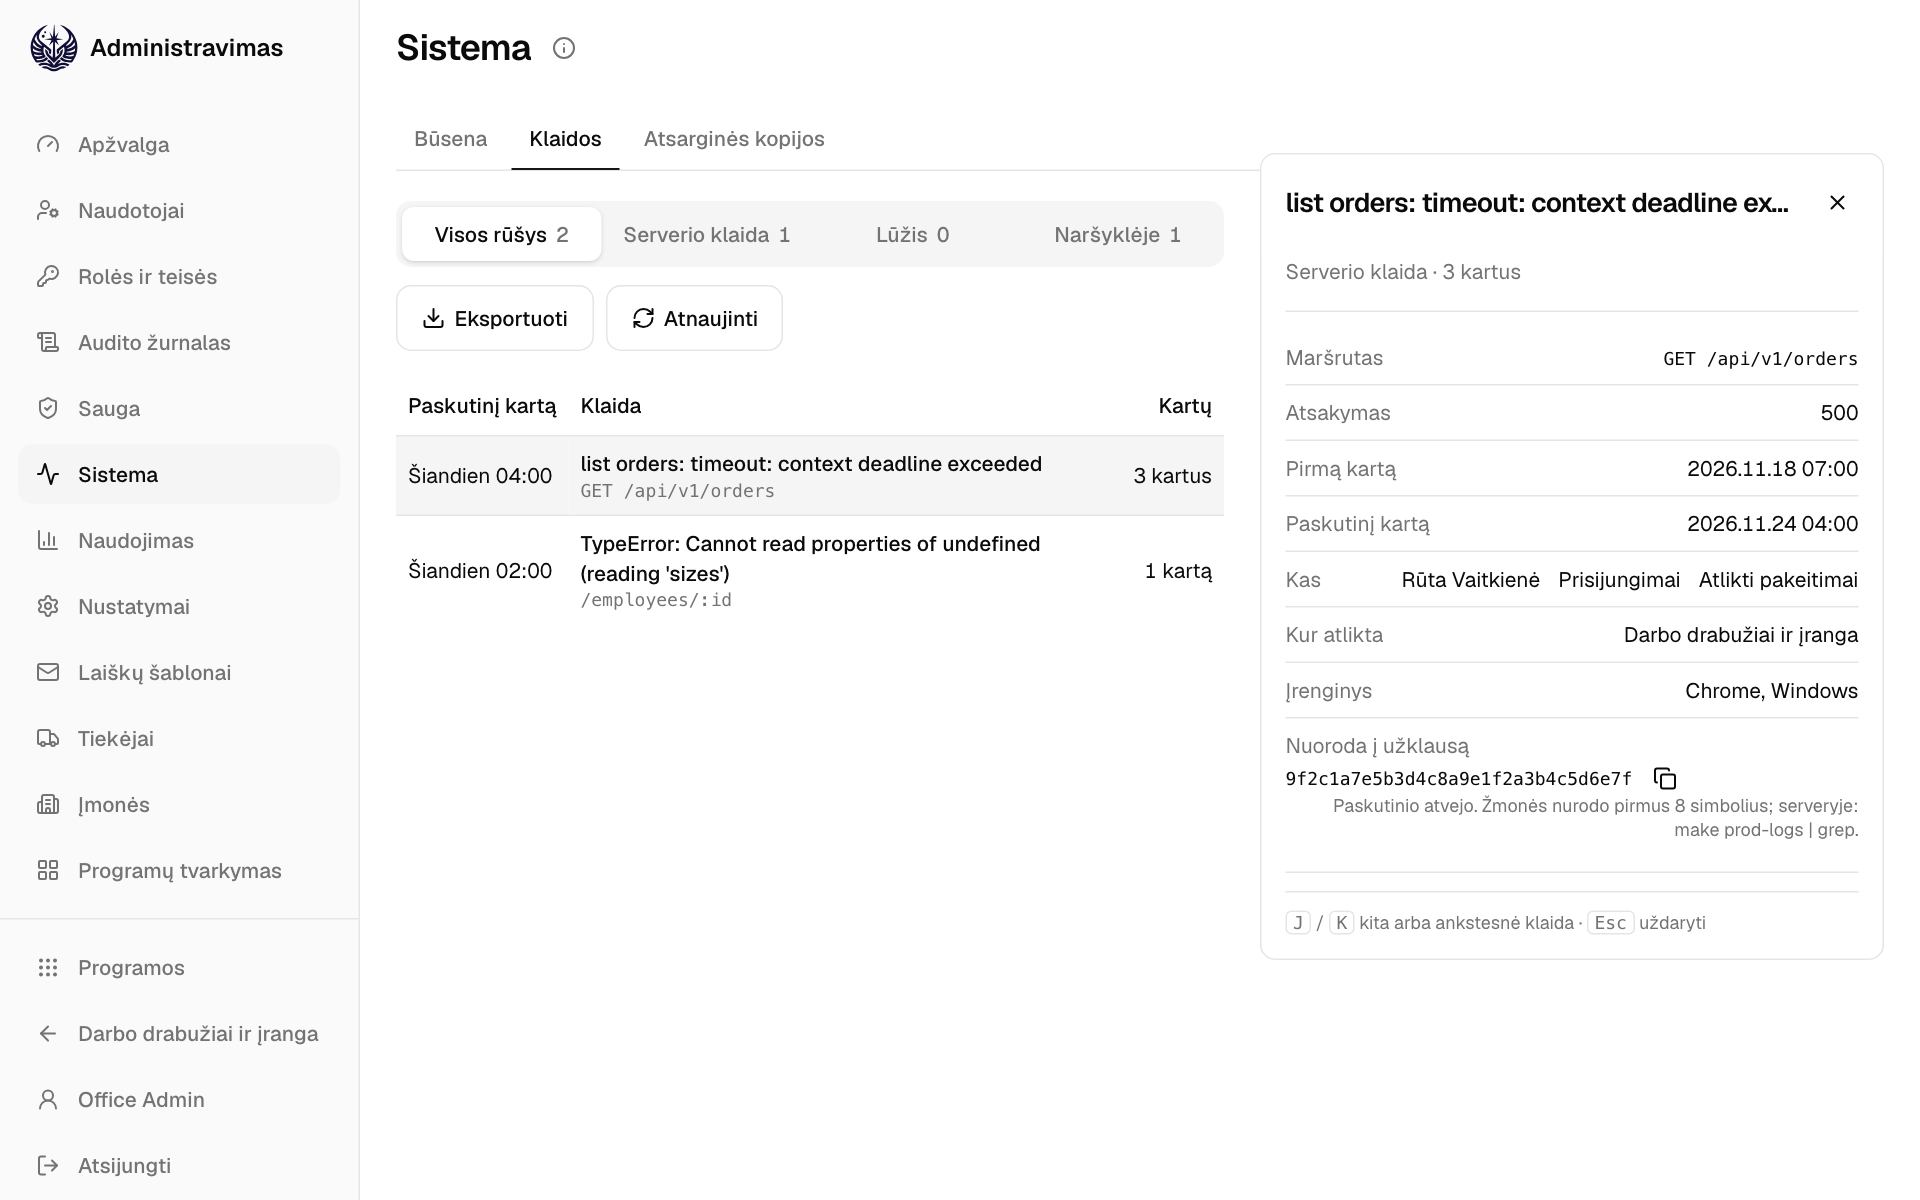 Administravimas
Apžvalga
Naudotojai
Rolės ir teisės
Audito žurnalas
Sauga
Sistema
Naudojimas
Nustatymai
Laiškų šablonai
Tiekėjai
Įmonės
Programų tvarkymas
Programos
Darbo drabužiai ir įranga
Office Admin
Atsijungti
Sistema
Būsena Klaidos Atsarginės kopijos
Visos rūšys 2 Serverio klaida 1 Lūžis 0 Naršyklėje 1
Eksportuoti Atnaujinti
Paskutinį kartą Klaida Kartų
Šiandien 04:00 list orders: timeout: context deadline exceeded 3 kartus
GET /api/v1/orders
TypeError: Cannot read properties of undefined
Šiandien 02:00 (reading 'sizes') 1 kartą
/employees/:id
list orders: timeout: context deadline ex...
Serverio klaida · 3 kartus
Maršrutas GET /api/v1/orders
Atsakymas 500
Pirmą kartą 2026.11.18 07:00
Paskutinį kartą 2026.11.24 04:00
Kas Rūta Vaitkienė Prisijungimai Atlikti pakeitimai
Kur atlikta Darbo drabužiai ir įranga
Įrenginys Chrome, Windows
Nuoroda į užklausą
9f2c1a7e5b3d4c8a9e1f2a3b4c5d6e7f
Paskutinio atvejo. Žmonės nurodo pirmus 8 simbolius; serveryje:
make prod-logs | grep.
J / K kita arba ankstesnė klaida · Esc uždaryti